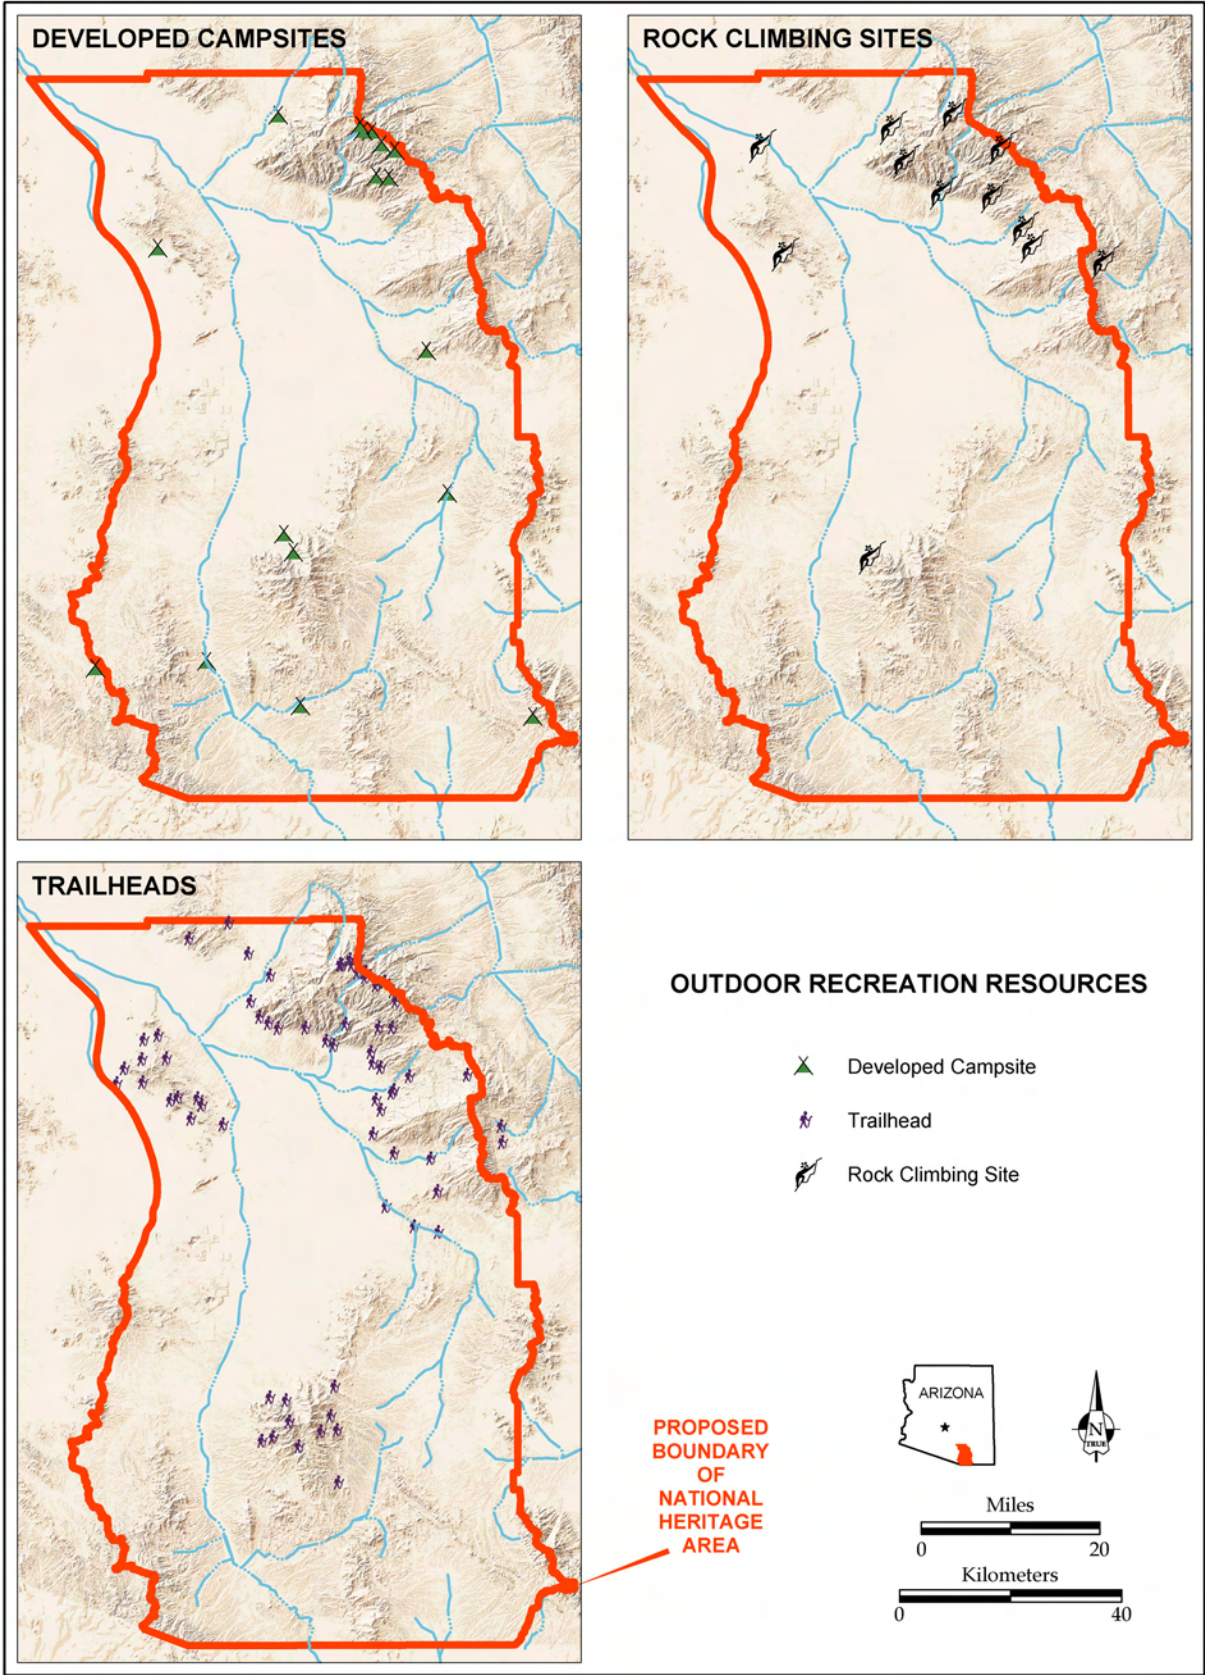 DEVELOPED CAMPSITES
ROCK CLIMBING SITES
TRAILHEADS
OUTDOOR RECREATION RESOURCES
Developed Campsite
Trailhead
Rock Climbing Site
PROPOSED
BOUNDARY
OF
NATIONAL
HERITAGE
AREA
ARIZONA
N
TRUE
Miles
0 20
Kilometers
0 40